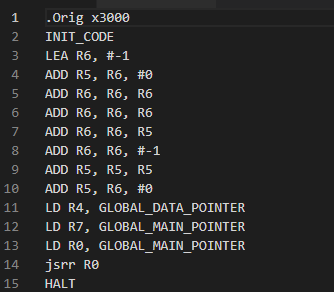 1 .Orig x3000
2 INIT_CODE
3 LEA R6, #-1
4 ADD R5, R6, #0
5 ADD R6, R6, R6
6 ADD R6, R6, R6
7 ADD R6, R6, R5
8 ADD R6, R6, #-1
9 ADD R5, R5, R5
10 ADD R5, R6, #0
11 LD R4, GLOBAL_DATA_POINTER
12 LD R7, GLOBAL_MAIN_POINTER
13 LD R0, GLOBAL_MAIN_POINTER
14 jsrr R0
15 HALT